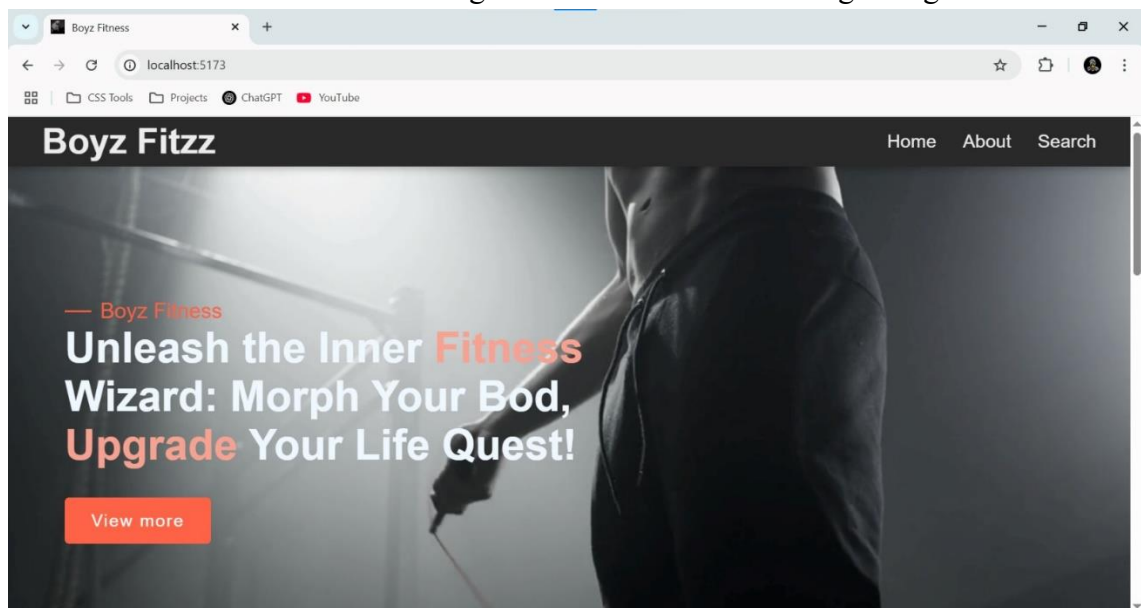 Boyz Fitness
localhost:5173
CSS Tools Projects ChatGPT YouTube
Boyz Fitzz
Home About Search
— Boyz Fitness
Unleash the Inner Fitness
Wizard: Morph Your Bod,
Upgrade Your Life Quest!
View more